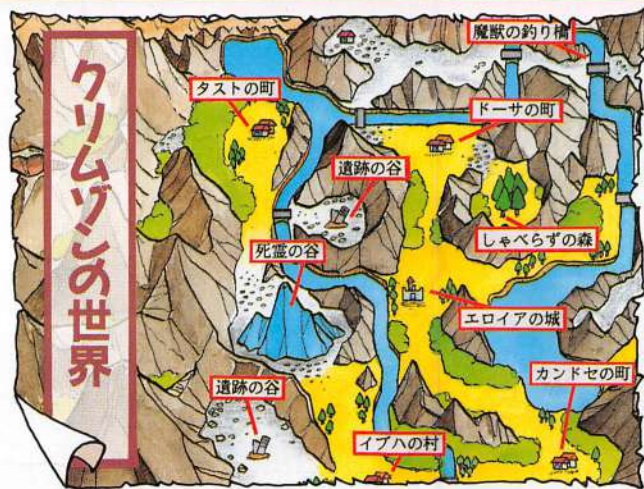 クリムゾンの世界
魔獣の釣り橋
タストの町
ドーサの町
遺跡の谷
しゃべらずの森
死霊の谷
エロイアの城
カンドセの町
遺跡の谷
イブハの村